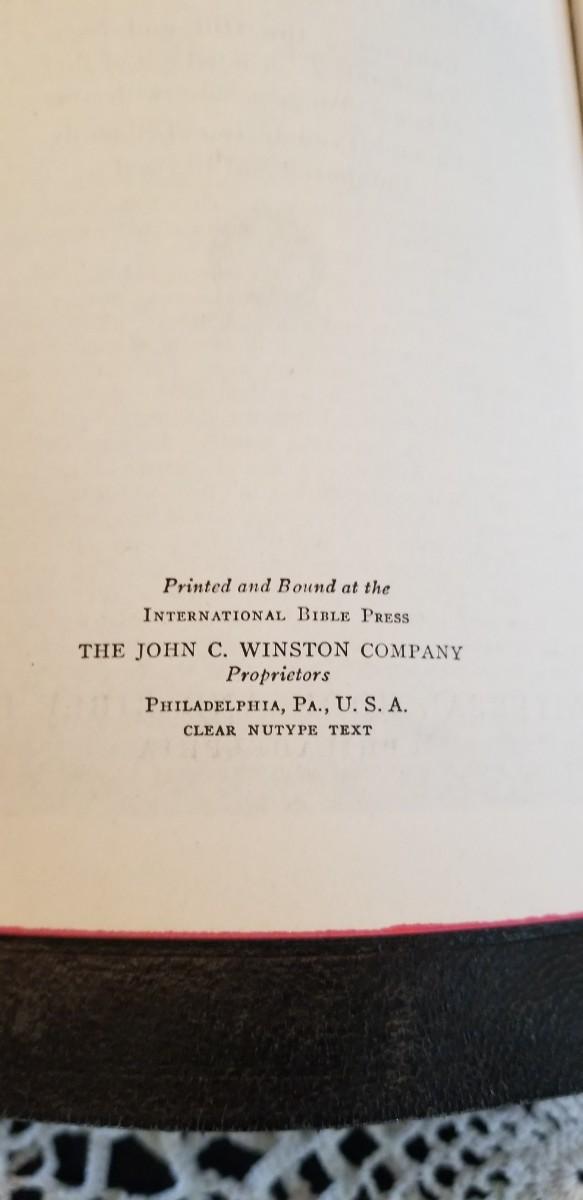 Printed and Bound at the
INTERNATIONAL BIBLE PRESS
THE JOHN C. WINSTON COMPANY
Proprietors
PHILADELPHIA, PA., U. S. A.
CLEAR NUTYPE TEXT